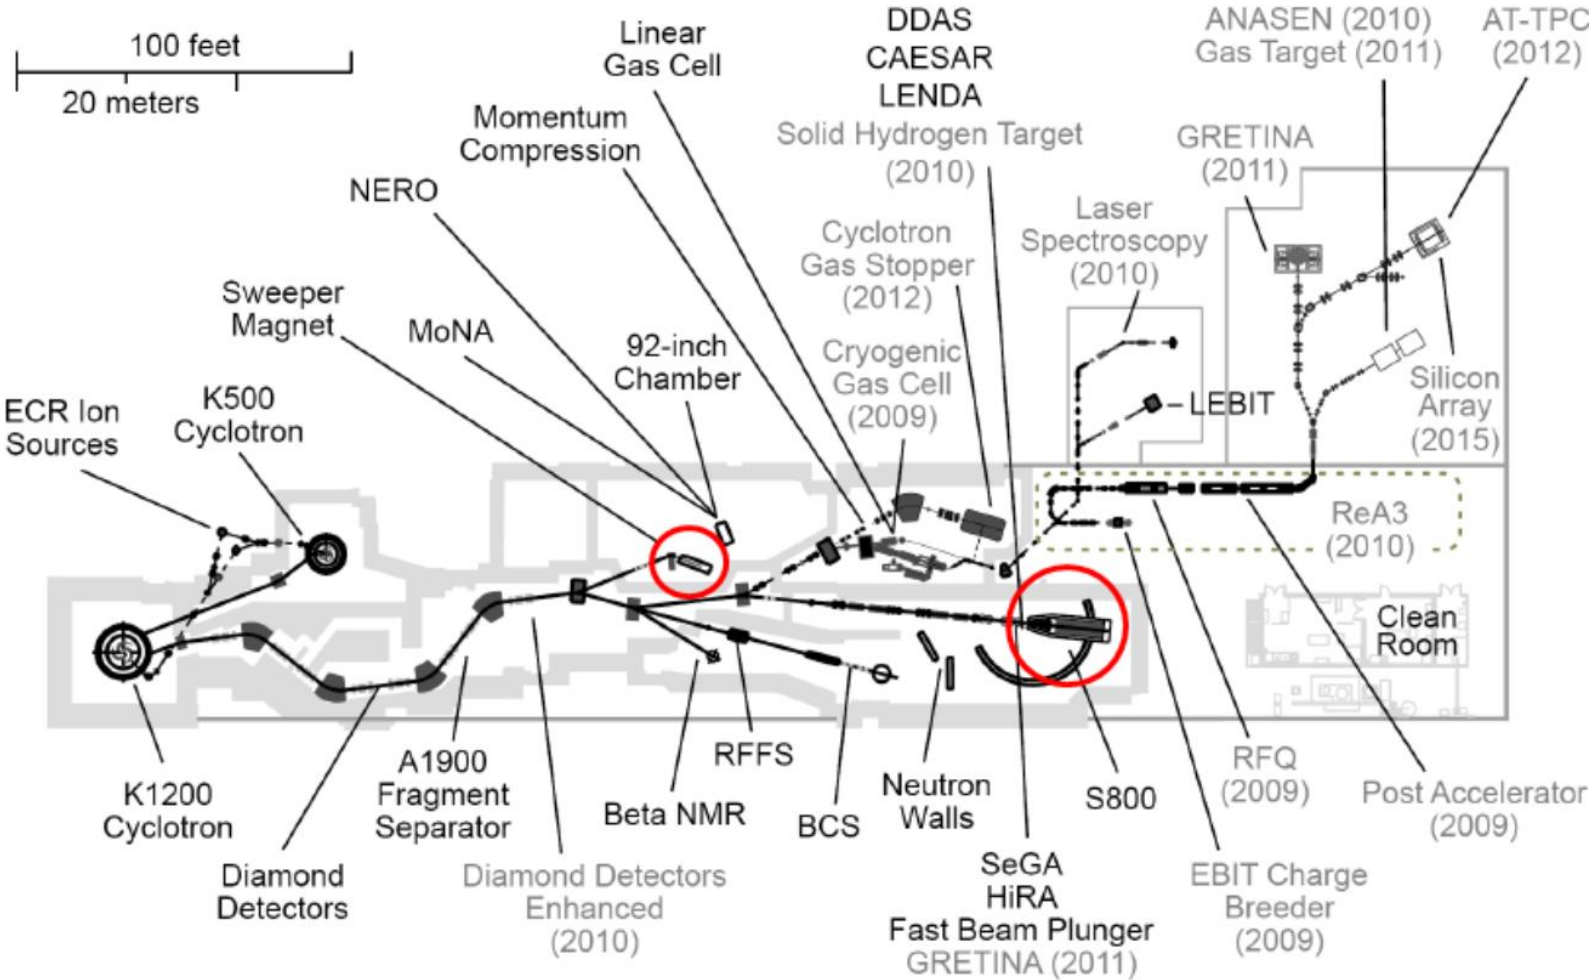 100 feet
20 meters
Linear
Gas Cell
Momentum
Compression
NERO
Sweeper
Magnet
MoNA
92-inch
Chamber
ECR Ion
Sources
K500
Cyclotron
DDAS
CAESAR
LENDA
Solid Hydrogen Target
(2010)
Cyclotron
Gas Stopper
(2012)
Cryogenic
Gas Cell
(2009)
Laser
Spectroscopy
(2010)
ANASEN (2010)
Gas Target (2011)
AT-TPC
(2012)
GRETINA
(2011)
LEBIT
Silicon
Array
(2015)
ReA3
(2010)
Clean
Room
K1200
Cyclotron
Diamond
Detectors
A1900
Fragment
Separator
Diamond Detectors
Enhanced
(2010)
Beta NMR
RFFS
BCS
Neutron
Walls
SeGA
HiRA
Fast Beam Plunger
GRETINA (2011)
S800
RFQ
(2009)
EBIT Charge
Breeder
(2009)
Post Accelerator
(2009)